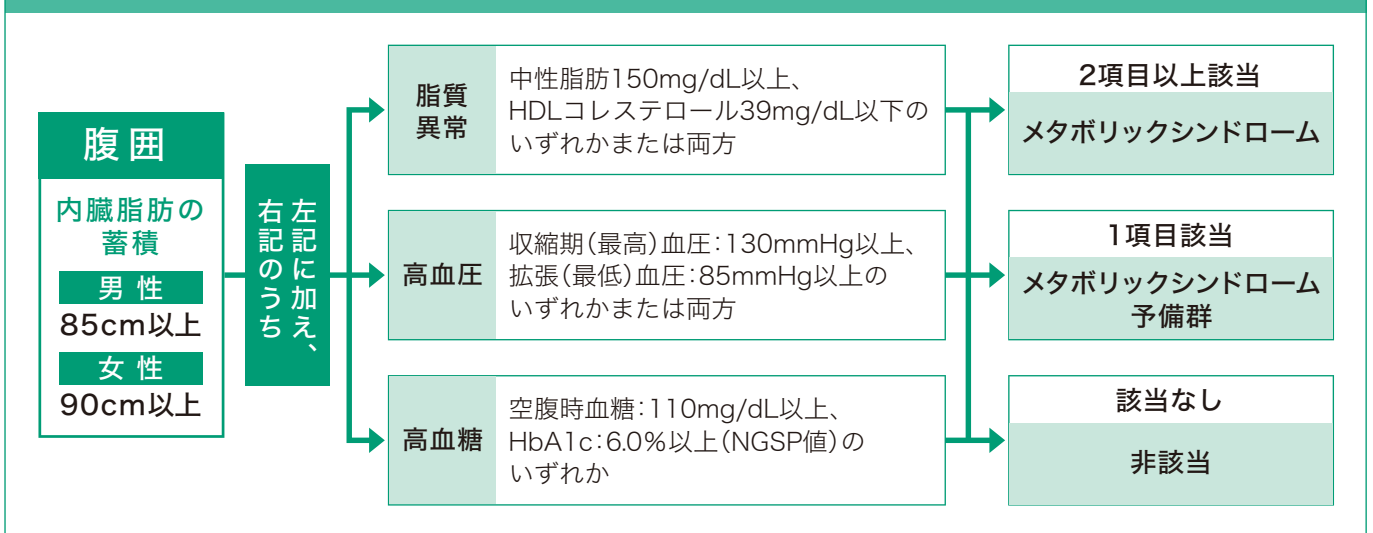 腹囲
内臓脂肪の
蓄積
男性
85cm以上
女性
90cm以上
左記に加え、
右記のうち
脂質
異常
中性脂肪150mg/dL以上、
HDLコレステロール39mg/dL以下の
いずれかまたは両方
高血圧
収縮期(最高)血圧:130mmHg以上、
拡張(最低)血圧:85mmHg以上の
いずれかまたは両方
高血糖
空腹時血糖:110mg/dL以上、
HbA1c:6.0%以上(NGSP値)の
いずれか
2項目以上該当
メタボリックシンドローム
1項目該当
メタボリックシンドローム
予備群
該当なし
非該当